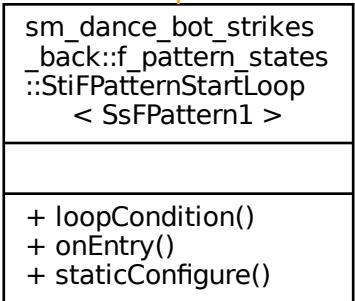 sm_dance_bot_strikes
_back::f_pattern_states
::StiFPatternStartLoop
< SsFPattern1 >
+ loopCondition()
+ onEntry()
+ staticConfigure()